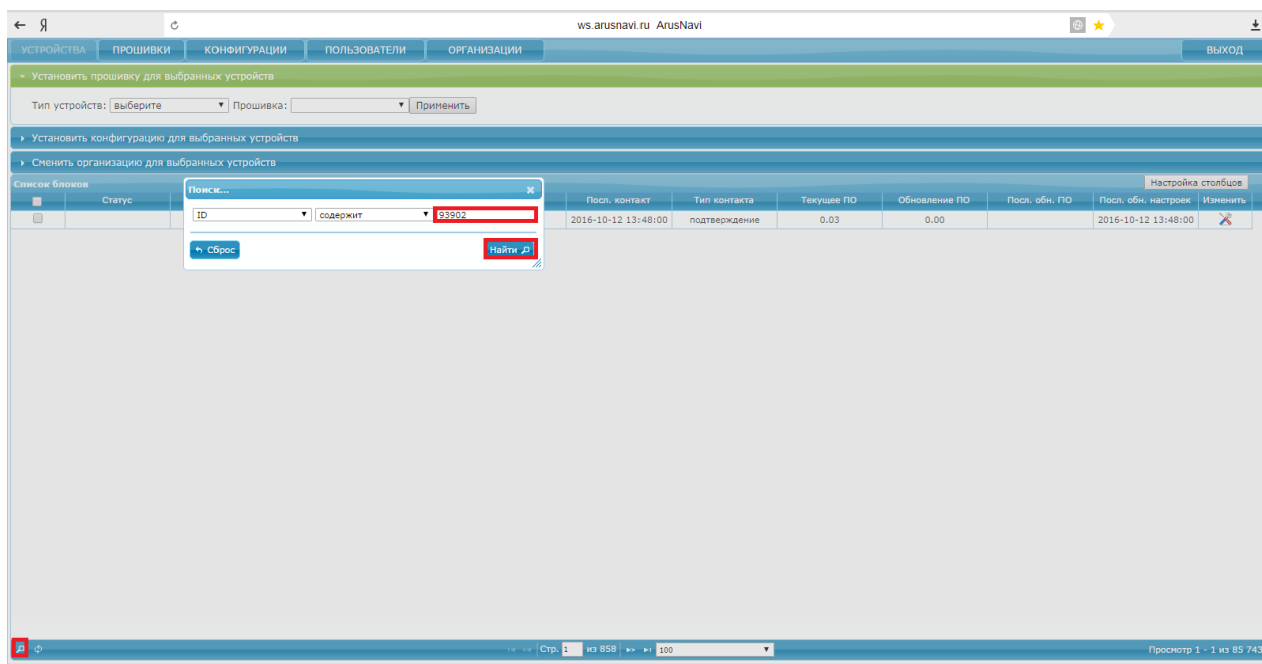 Я ws.arusnavi.ru ArusNavi
УСТРОЙСТВА ПРОШИВКИ КОНФИГУРАЦИИ ПОЛЬЗОВАТЕЛИ ОРГАНИЗАЦИИ ВЫХОД
Установить прошивку для выбранных устройств
Тип устройств: выберите Прошивка: Применить
Установить конфигурацию для выбранных устройств
Сменить организацию для выбранных устройств
Список блоков Настройка столбцов
Статус Посл. контакт Тип контакта Текущее ПО Обновление ПО Посл. обн. ПО Посл. обн. настроек Изменить
2016-10-12 13:48:00 подтверждение 0.03 0.00 2016-10-12 13:48:00
Поиск...
ID содержит 93902
Сброс Найти
Стр. 1 из 858 100 Просмотр 1 - 1 из 85 743